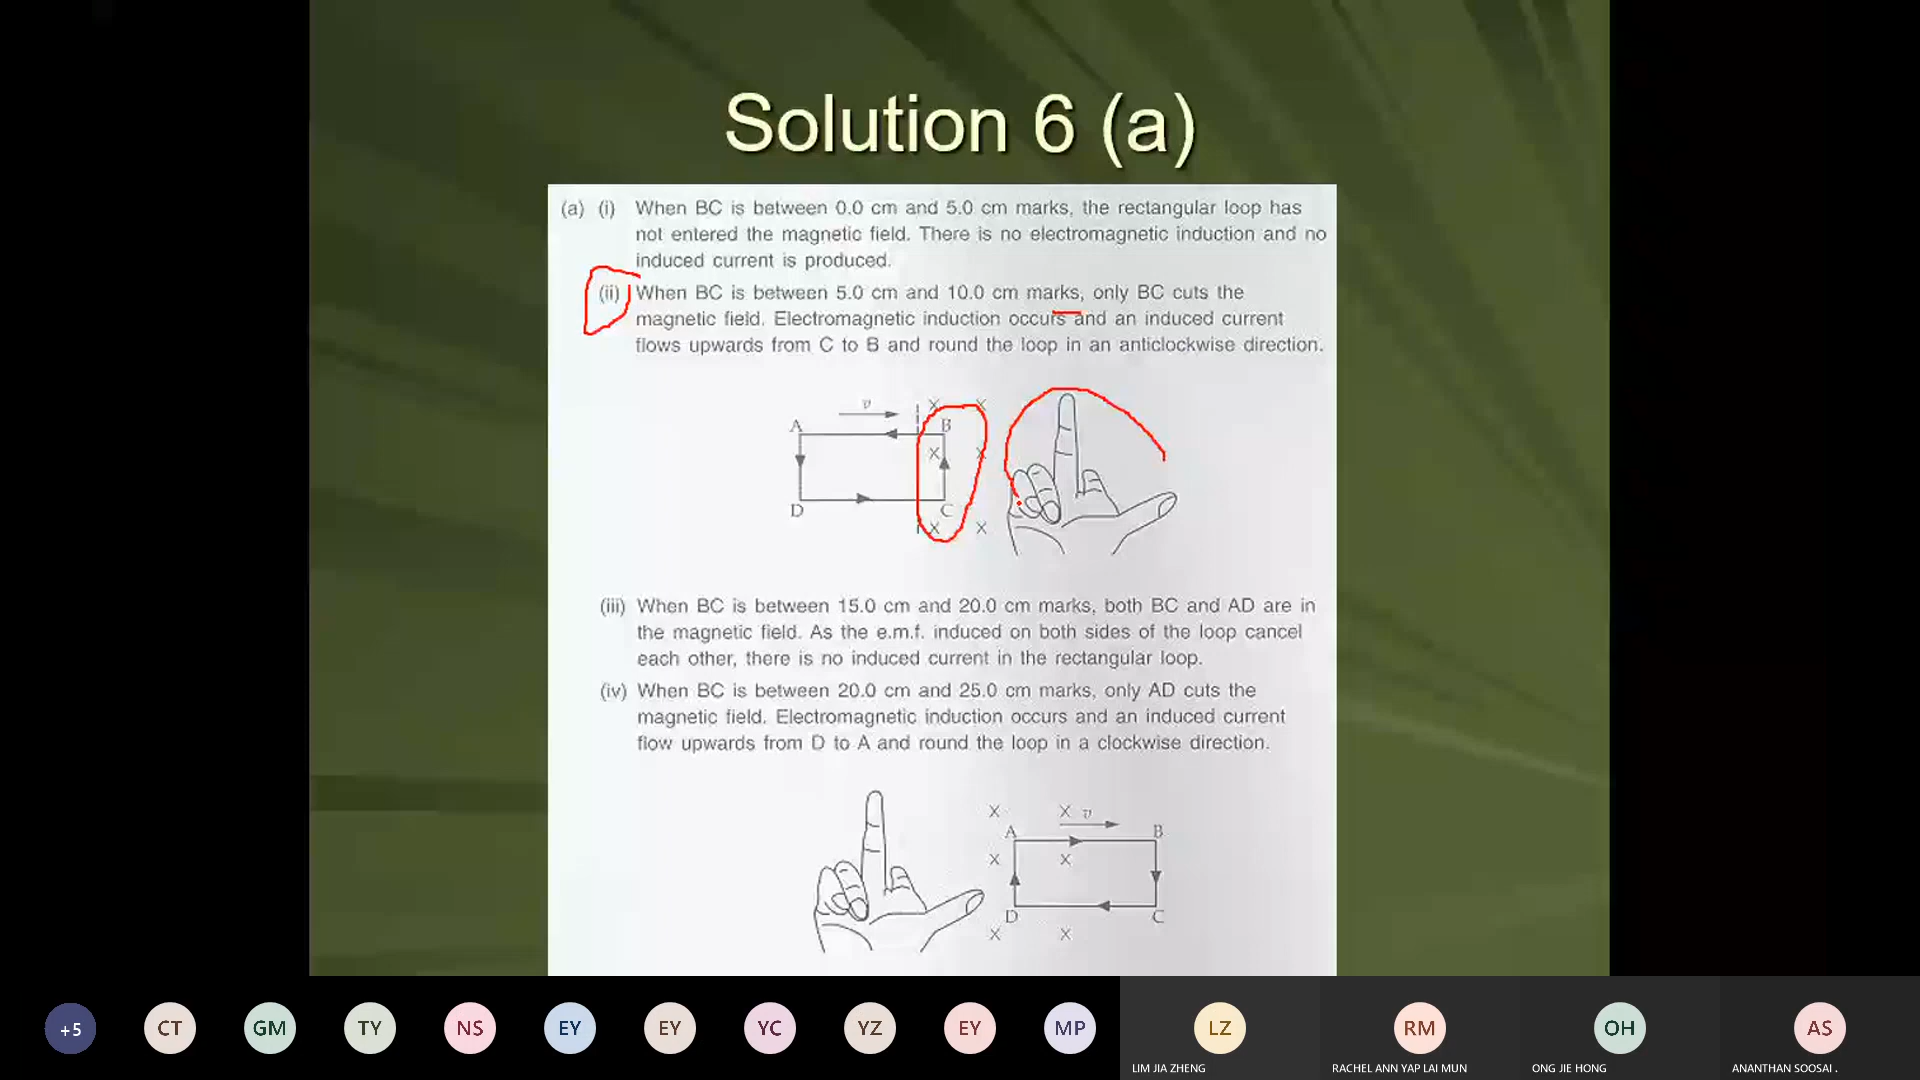 Solution 6 (a)
(a) (i) When BC is between 0.0 cm and 5.0 cm marks, the rectangular loop has
not entered the magnetic field. There is no electromagnetic induction and no
induced current is produced.
(ii) When BC is between 5.0 cm and 10.0 cm marks, only BC cuts the
magnetic field. Electromagnetic induction occurs and an induced current
flows upwards from C to B and round the loop in an anticlockwise direction.
v X X
A B
X X
D C
X X
(iii) When BC is between 15.0 cm and 20.0 cm marks, both BC and AD are in
the magnetic field. As the e.m.f. induced on both sides of the loop cancel
each other, there is no induced current in the rectangular loop.
(iv) When BC is between 20.0 cm and 25.0 cm marks, only AD cuts the
magnetic field. Electromagnetic induction occurs and an induced current
flow upwards from D to A and round the loop in a clockwise direction.
X X v
A B
X X
D C
X X
+5 CT GM TY NS EY EY YC YZ EY MP LZ RM OH AS
LIM JIA ZHENG RACHEL ANN YAP LAI MUN ONG JIE HONG ANANTHAN SOOSAI .